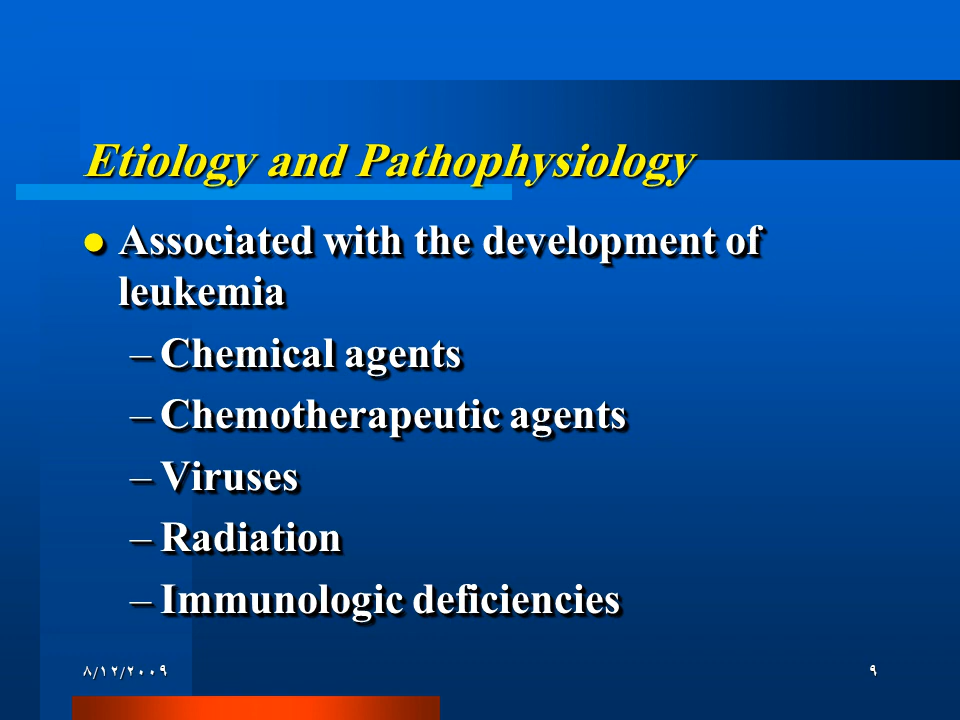 Etiology and Pathophysiology
● Associated with the development of
leukemia
– Chemical agents
– Chemotherapeutic agents
– Viruses
– Radiation
– Immunologic deficiencies
٨/١٢/٢٠٠٩
٩